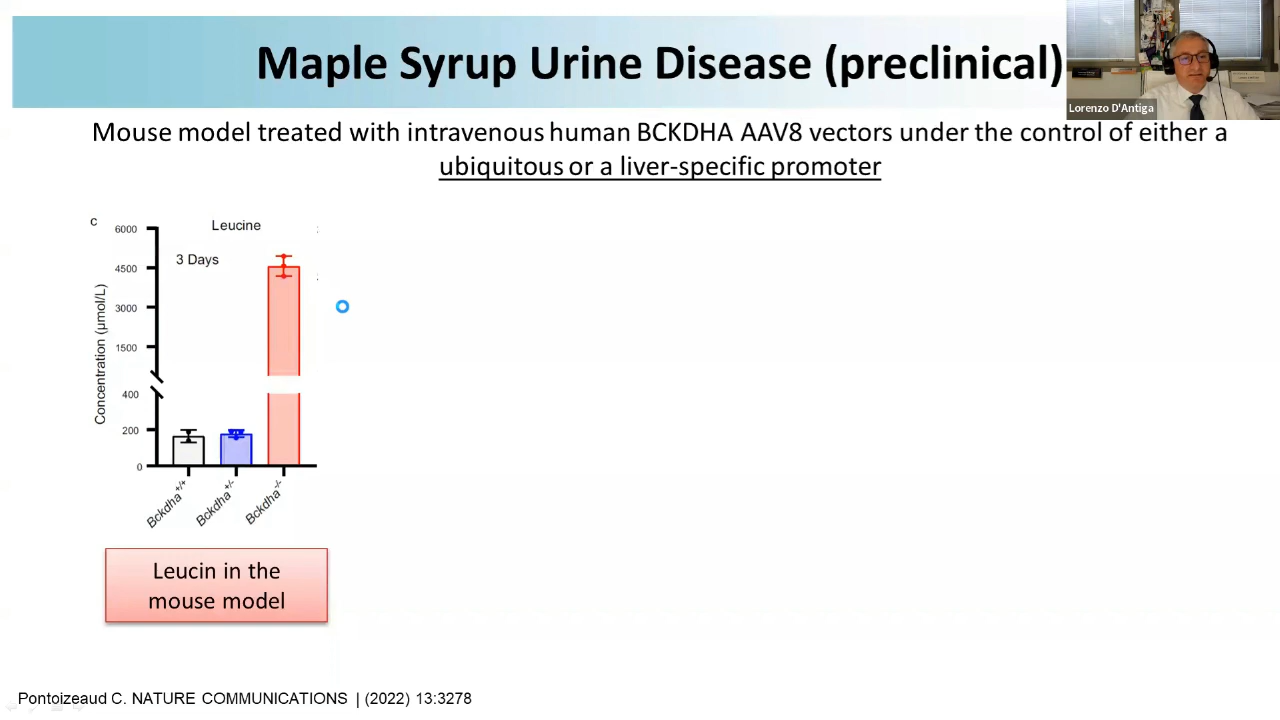 Maple Syrup Urine Disease (preclinical)
Lorenzo D'Antiga
Mouse model treated with intravenous human BCKDHA AAV8 vectors under the control of either a
ubiquitous or a liver-specific promoter
c
Leucine
3 Days
Concentration (µmol/L)
6000
4500
3000
1500
400
200
0
Bckdha+/+
Bckdha+/-
Bckdha-/-
Leucin in the
mouse model
Pontoizeaud C. NATURE COMMUNICATIONS | (2022) 13:3278